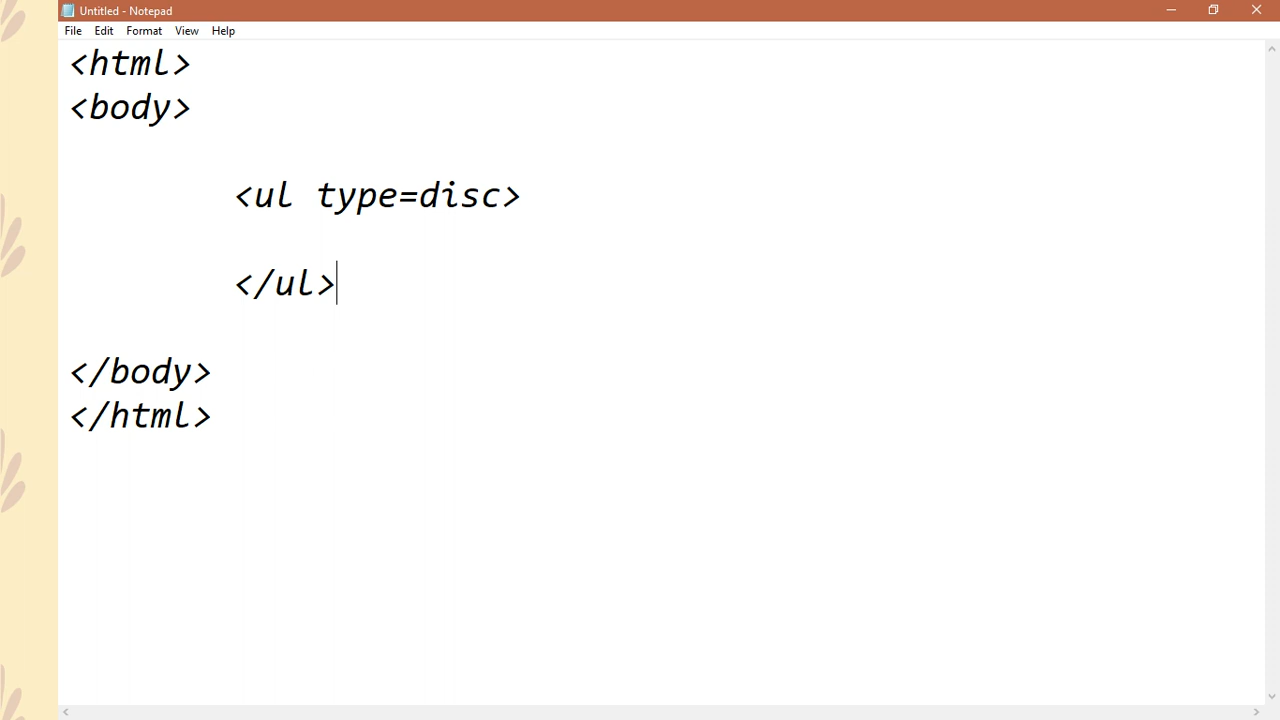 Untitled - Notepad
File Edit Format View Help
<html>
<body>
<ul type=disc>
</ul>
</body>
</html>